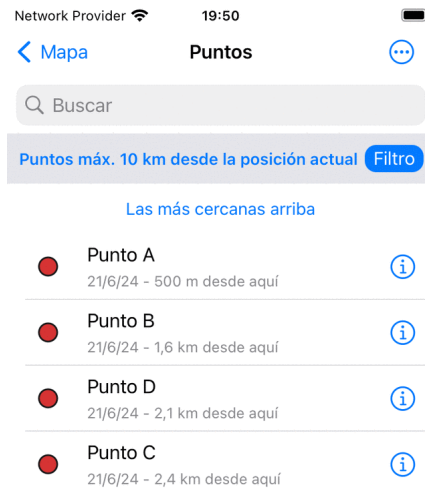 Network Provider 19:50
Mapa Puntos
Buscar
Puntos máx. 10 km desde la posición actual Filtro
Las más cercanas arriba
Punto A
21/6/24 - 500 m desde aquí
Punto B
21/6/24 - 1,6 km desde aquí
Punto D
21/6/24 - 2,1 km desde aquí
Punto C
21/6/24 - 2,4 km desde aquí